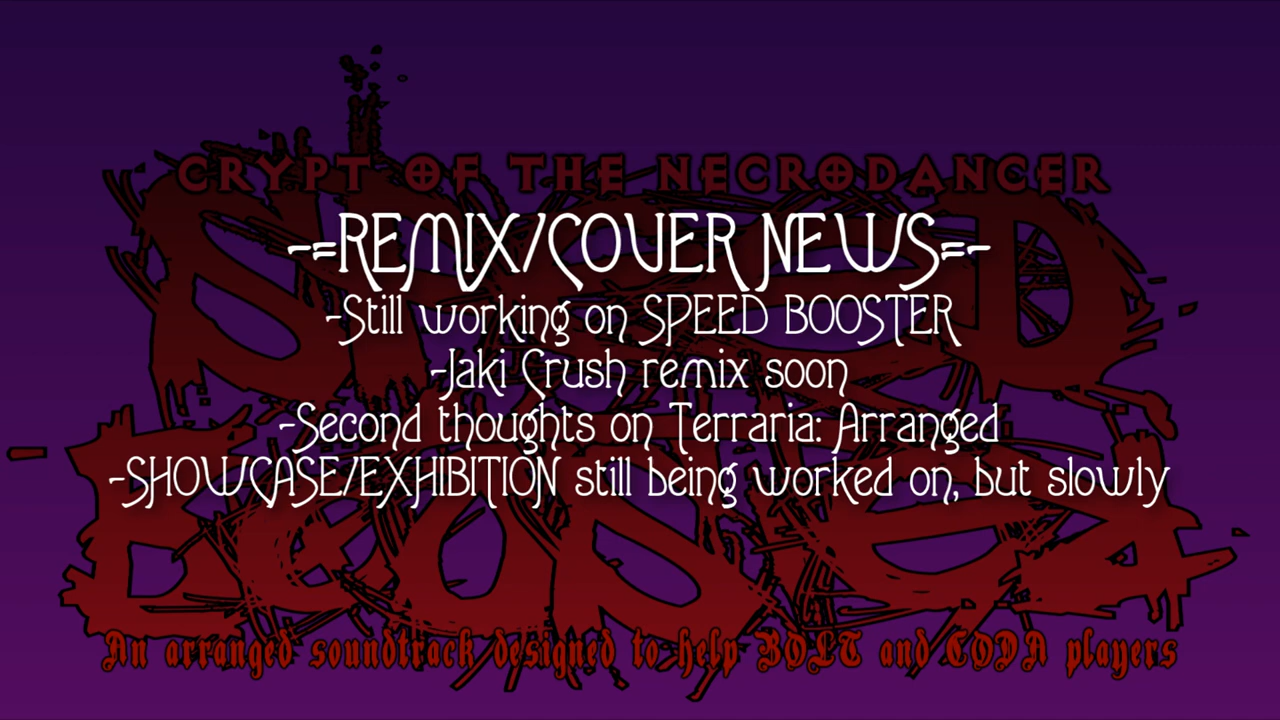 CRYPT OF THE NECRODANCER
-=REMIX/COVER NEWS=-
-Still working on SPEED BOOSTER
-Jaki Crush remix soon
-Second thoughts on Terraria: Arranged
-SHOWCASE/EXHIBITION still being worked on, but slowly
SPEED
BOOSTER
An arranged soundtrack designed to help BOLT and CODA players